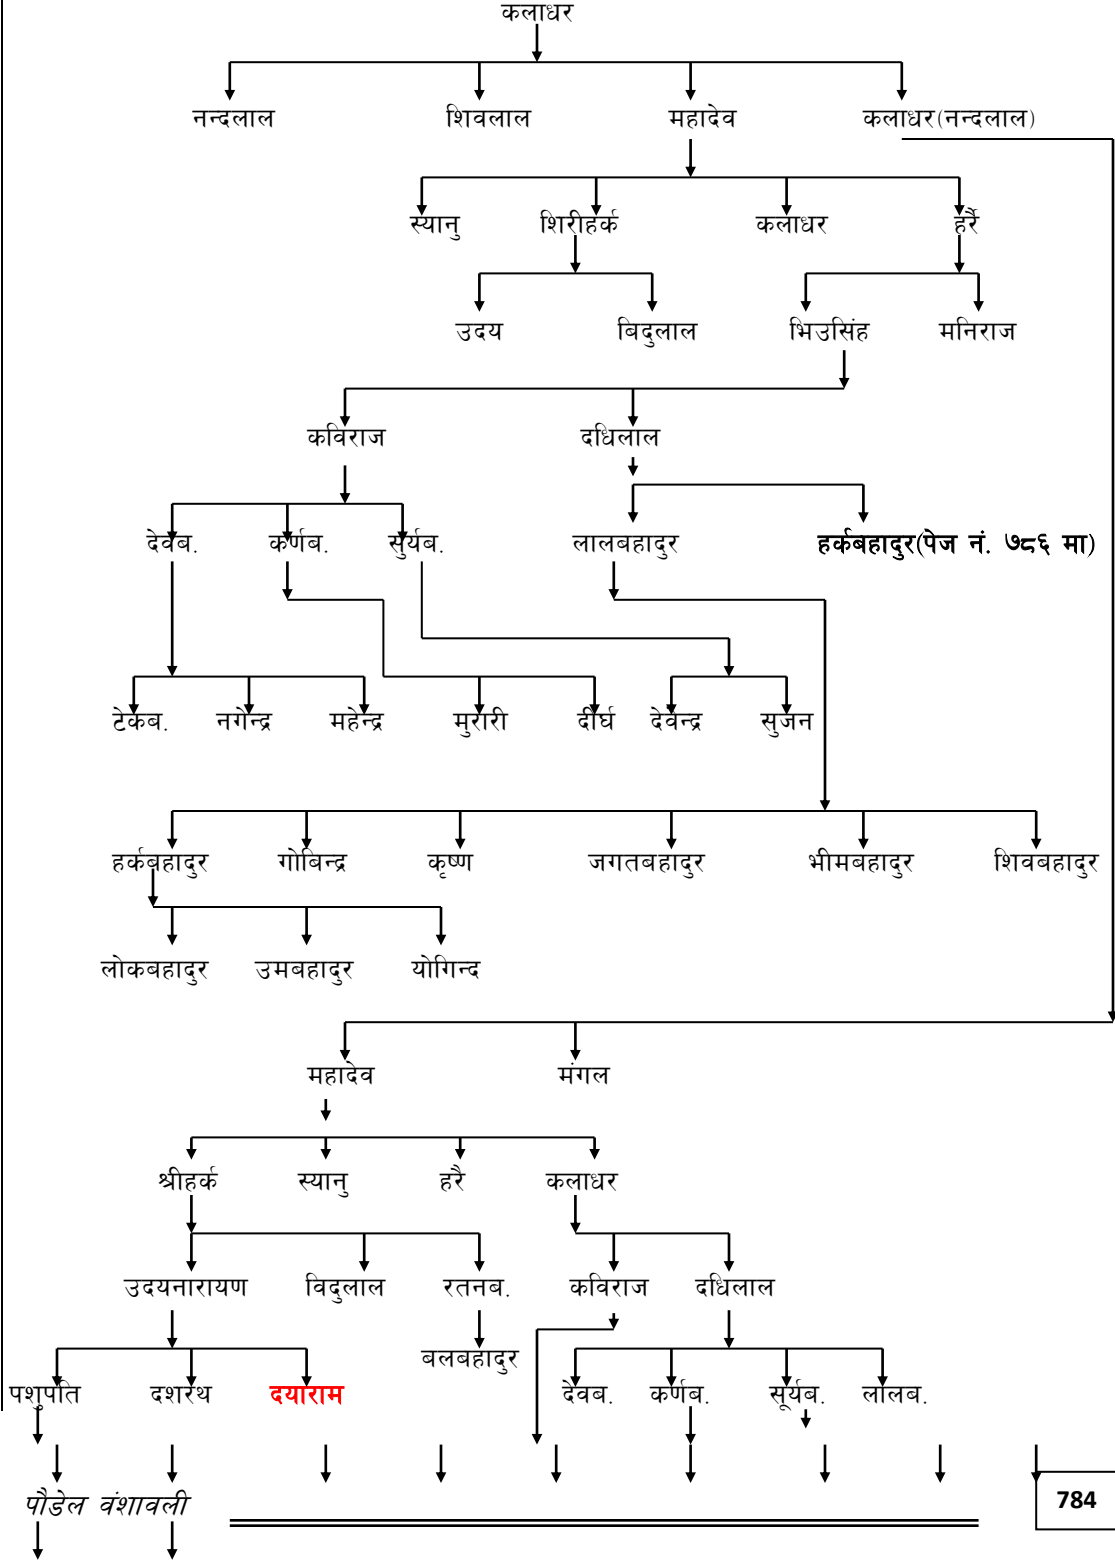 कलाधर
नन्दलाल शिवलाल महादेव कलाधर(नन्दलाल)
स्यानु शिरीहर्क कलाधर हर्रै
उदय बिदुलाल भिउसिंह मनिराज
कविराज दधिलाल
देवब. कर्णब. सुर्यब. लालबहादुर हर्कबहादुर(पेज नं. ७८६ मा)
टेकब. नगेन्द्र महेन्द्र मुरारी दीर्घ देवन्द्र सुजन
हर्कबहादुर गोबिन्द्र कृष्ण जगतबहादुर भीमबहादुर शिवबहादुर
लोकबहादुर उमबहादुर योगिन्द
महादेव मंगल
श्रीहर्क स्यानु हरै कलाधर
उदयनारायण विदुलाल रतनब. कविराज दधिलाल
बलबहादुर
पशुपति दशरथ दयाराम देवब. कर्णब. सूर्यब. लालब.
पौडेल वंशावली 784